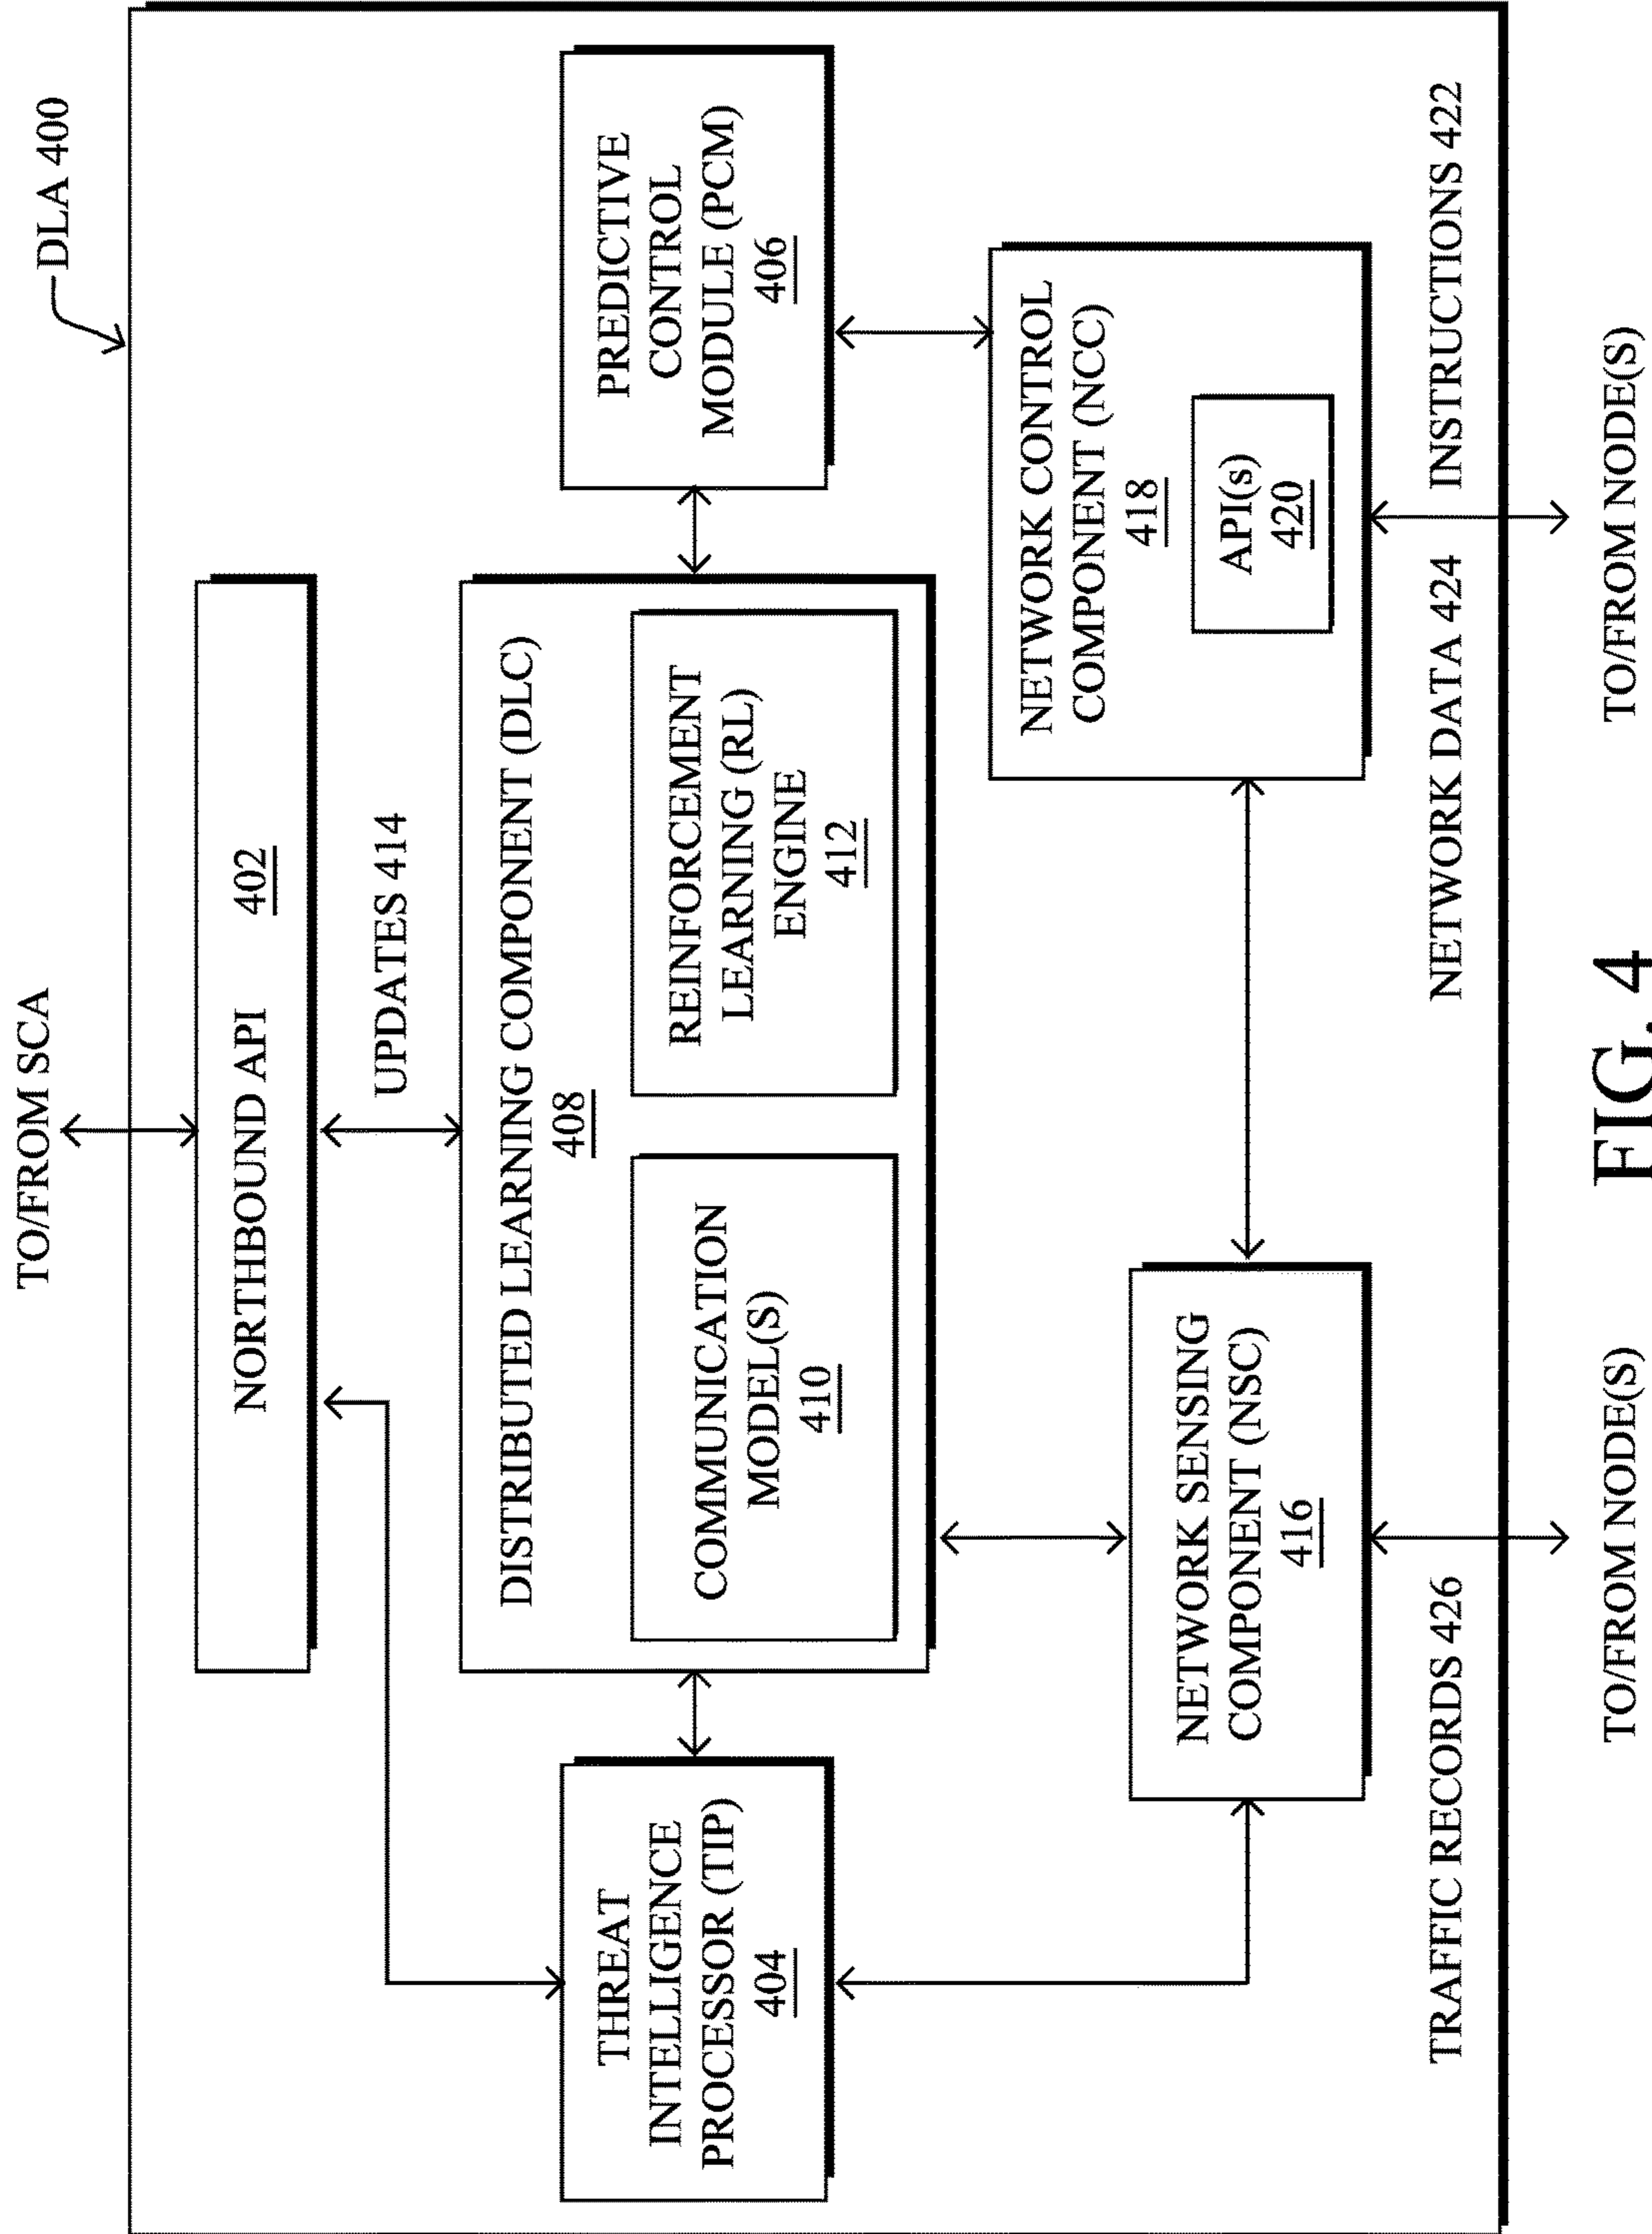 TO/FROM SCA
DLA 400
NORTHBOUND API 402
UPDATES 414
THREAT
INTELLIGENCE
PROCESSOR (TIP)
404
DISTRIBUTED LEARNING COMPONENT (DLC)
408
COMMUNICATION
MODEL(S)
410
REINFORCEMENT
LEARNING (RL)
ENGINE
412
PREDICTIVE
CONTROL
MODULE (PCM)
406
NETWORK SENSING
COMPONENT (NSC)
416
NETWORK CONTROL
COMPONENT (NCC)
418
API(s)
420
TRAFFIC RECORDS 426
NETWORK DATA 424
INSTRUCTIONS 422
TO/FROM NODE(S)
TO/FROM NODE(S)
FIG. 4